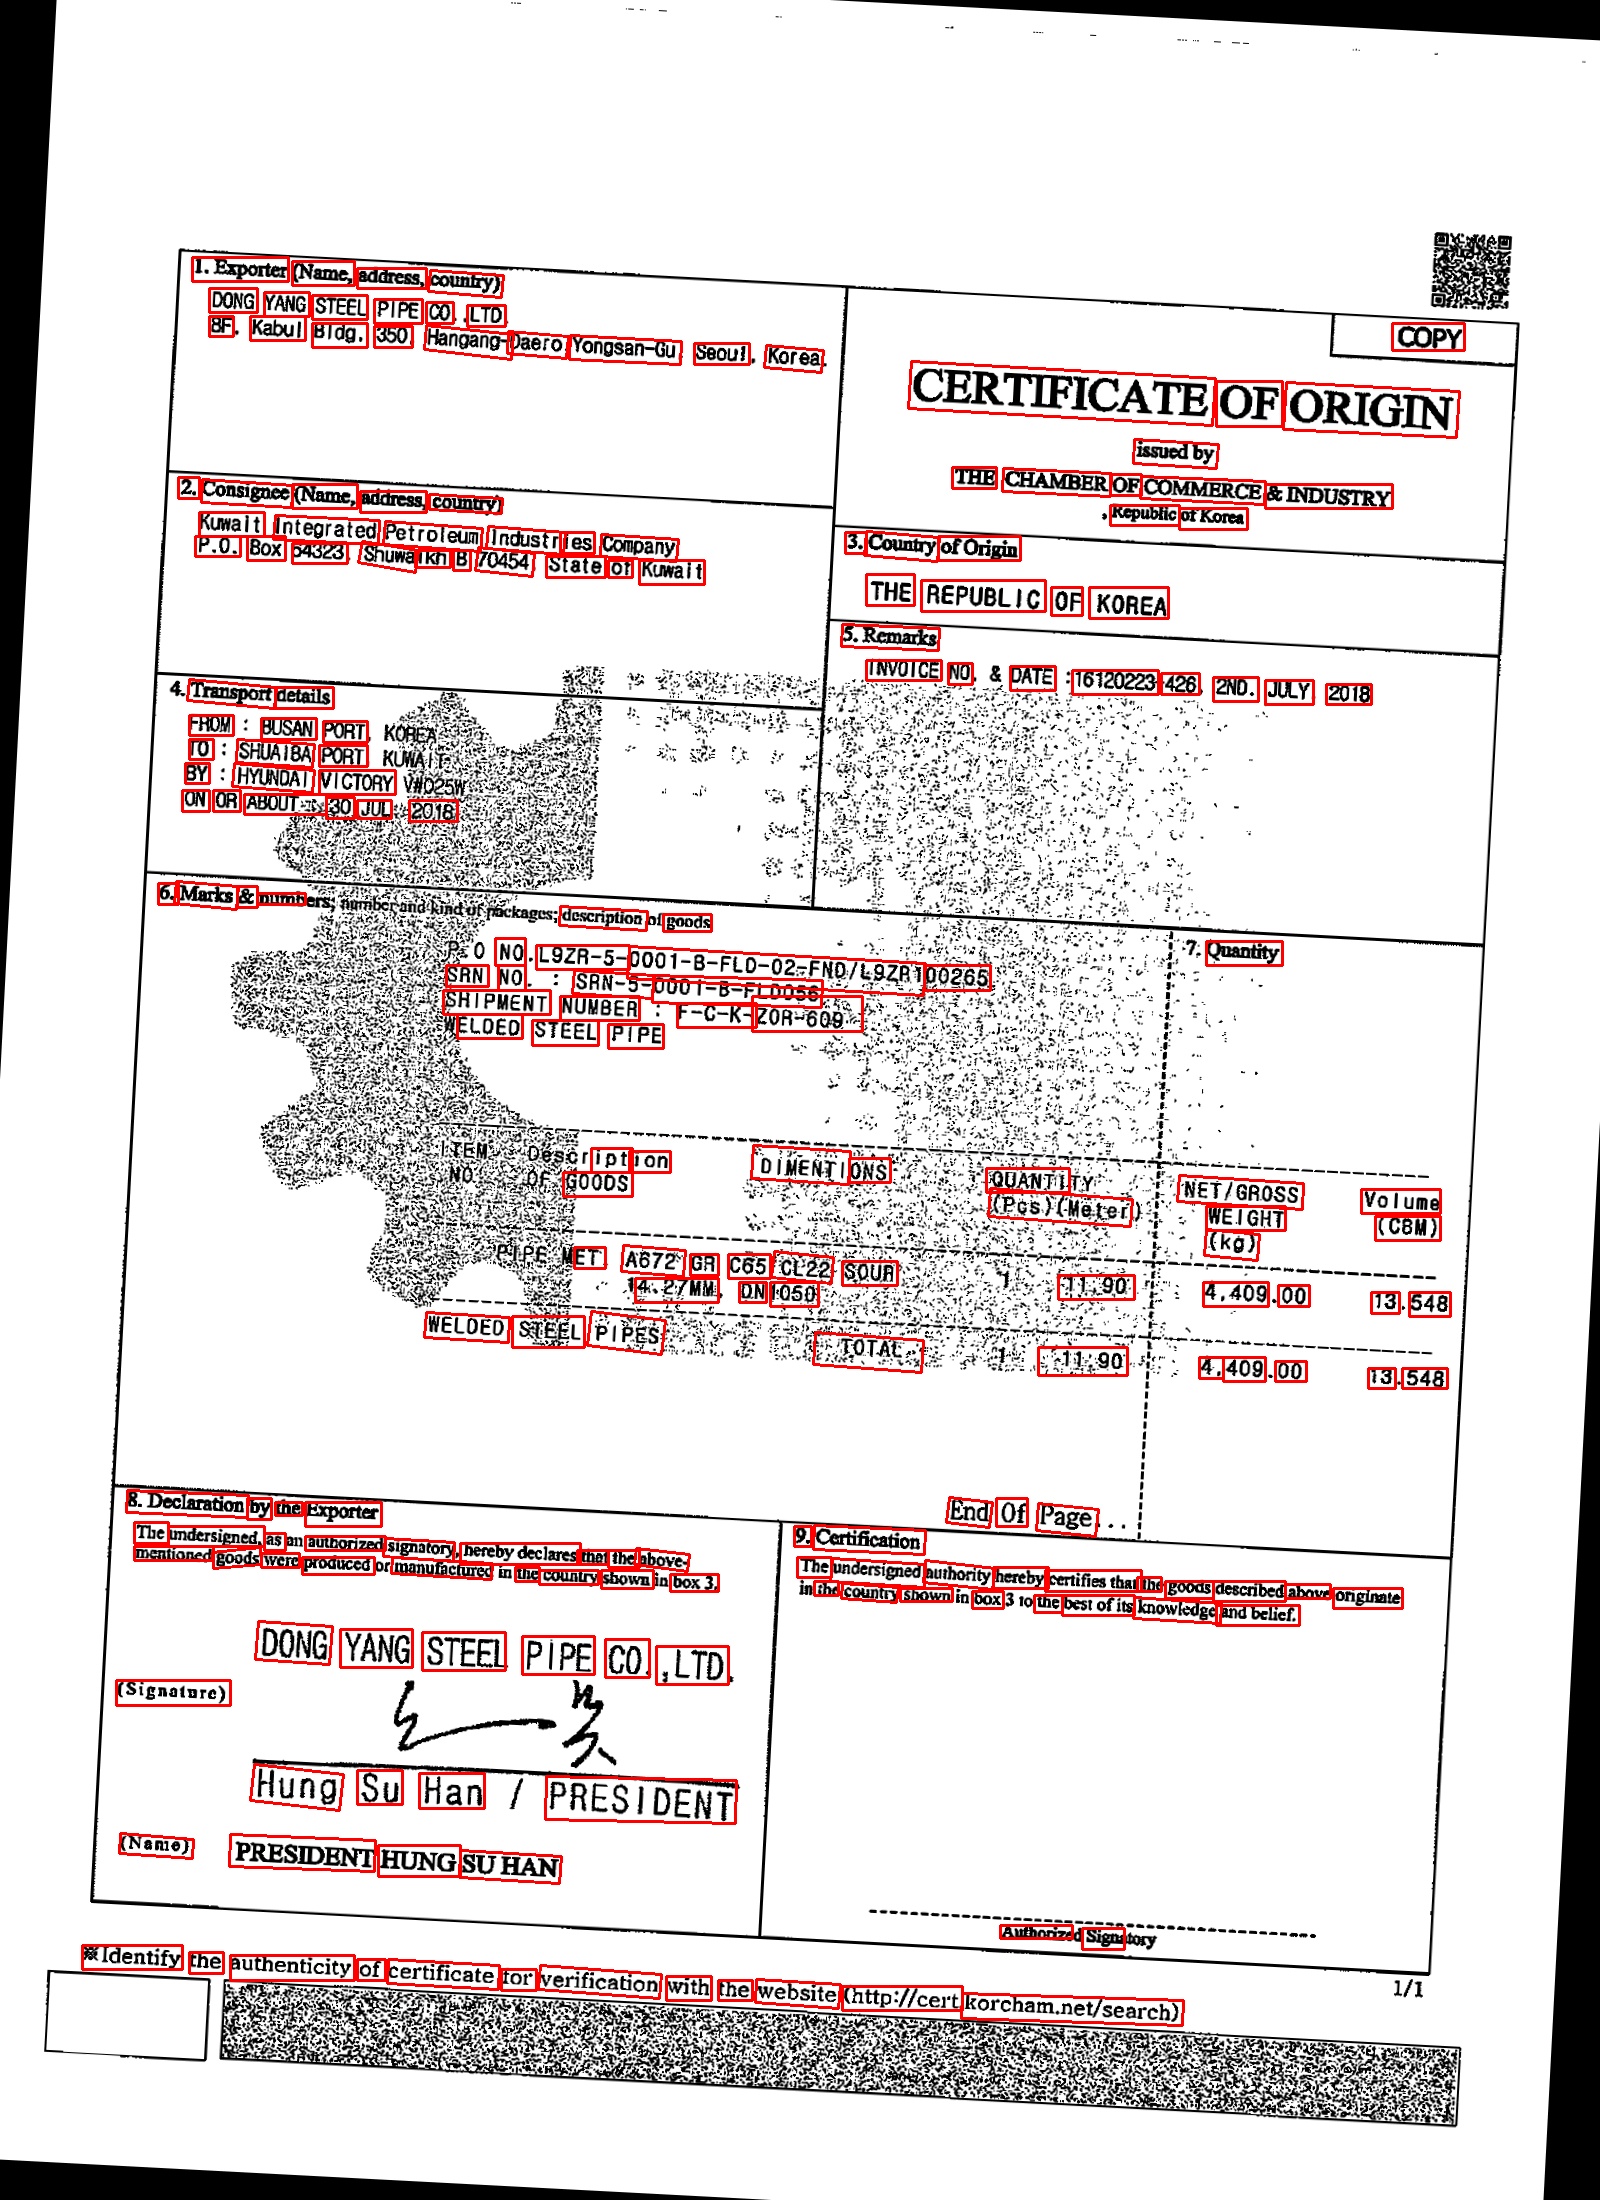 COPY
1. Exporter (Name, address, country)
DONG YANG STEEL PIPE CO.,LTD.
8F. Kabul Bldg. 350 Hangang-Daero Yongsan-Gu Seoul, Korea.
CERTIFICATE OF ORIGIN
issued by
THE CHAMBER OF COMMERCE & INDUSTRY
, Republic of Korea
2. Consignee (Name, address, country)
Kuwait Integrated Petroleum Industries Company
P.O. Box 54323 Shuwaikh B 70454 State of Kuwait
3. Country of Origin
THE REPUBLIC OF KOREA
4. Transport details
FROM : BUSAN PORT, KOREA
TO : SHUAIBA PORT KUWAIT
BY : HYUNDAI VICTORY V#025W
ON OR ABOUT : 30 JUL 2018
5. Remarks
INVOICE NO. & DATE :16120223-426, 2ND. JULY 2018
6. Marks & numbers; number and kind of packages; description of goods
7. Quantity
P.O NO.L9ZR-5-0001-B-FLD-02-FNO/L9ZR100265
SRN NO. : SRN-5-0001-B-FLD056
SHIPMENT NUMBER : F-C-K-ZOR-609
WELDED STEEL PIPE
ITEM Description DIMENTIONS QUANTITY NET/GROSS Volume
NO. OF GOODS (Pcs)(Meter) WEIGHT (CBM)
(kg)
PIPE MET A672 GR C65 CL22 SOUR 1 11.90 4,409.00 13.548
14.27MM, DN1050
WELDED STEEL PIPES TOTAL 1 11.90 4,409.00 13.548
End Of Page...
8. Declaration by the Exporter
The undersigned, as an authorized signatory, hereby declares that the above-
mentioned goods were produced or manufactured in the country shown in box 3.
DONG YANG STEEL PIPE CO.,LTD.
(Signature)
Hung Su Han / PRESIDENT
(Name) PRESIDENT HUNG SU HAN
9. Certification
The undersigned authority hereby certifies that the goods described above originate
in the country shown in box 3 to the best of its knowledge and belief.
Authorized Signatory
※Identify the authenticity of certificate for verification with the website (http://cert.korcham.net/search)
1/1